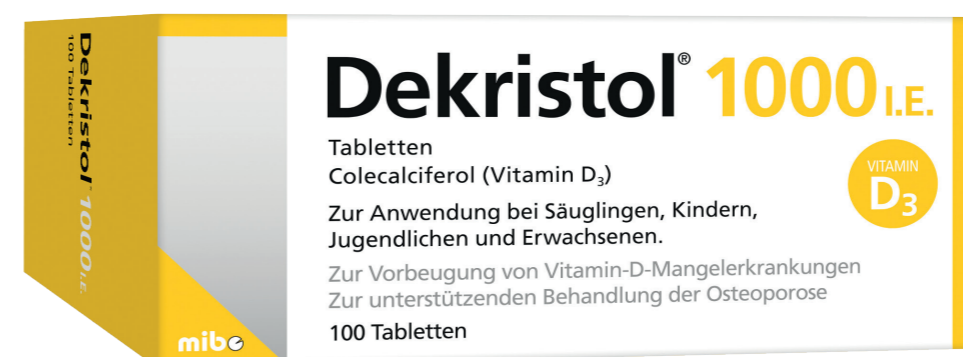 Dekristol® 1000 I.E.
100 Tabletten
Dekristol® 1000 I.E.
Tabletten
Colecalciferol (Vitamin D₃)
Zur Anwendung bei Säuglingen, Kindern,
Jugendlichen und Erwachsenen.
Zur Vorbeugung von Vitamin-D-Mangelerkrankungen
Zur unterstützenden Behandlung der Osteoporose
100 Tabletten
VITAMIN
D₃
mibe